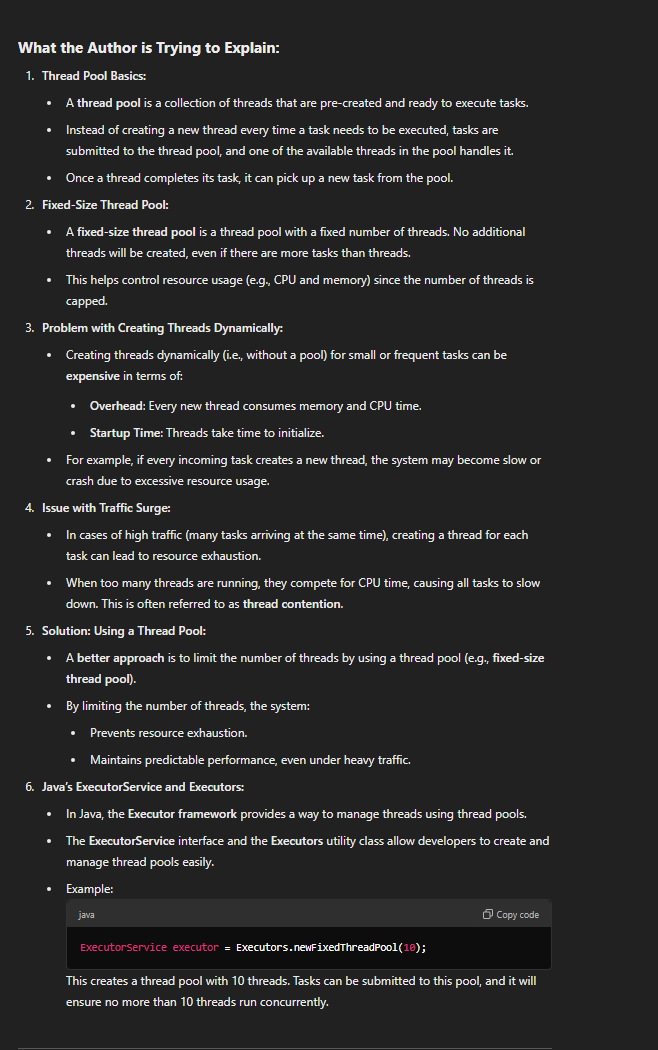 What the Author is Trying to Explain:
1. Thread Pool Basics:
• A thread pool is a collection of threads that are pre-created and ready to execute tasks.
• Instead of creating a new thread every time a task needs to be executed, tasks are
submitted to the thread pool, and one of the available threads in the pool handles it.
• Once a thread completes its task, it can pick up a new task from the pool.
2. Fixed-Size Thread Pool:
• A fixed-size thread pool is a thread pool with a fixed number of threads. No additional
threads will be created, even if there are more tasks than threads.
• This helps control resource usage (e.g., CPU and memory) since the number of threads is
capped.
3. Problem with Creating Threads Dynamically:
• Creating threads dynamically (i.e., without a pool) for small or frequent tasks can be
expensive in terms of:
• Overhead: Every new thread consumes memory and CPU time.
• Startup Time: Threads take time to initialize.
• For example, if every incoming task creates a new thread, the system may become slow or
crash due to excessive resource usage.
4. Issue with Traffic Surge:
• In cases of high traffic (many tasks arriving at the same time), creating a thread for each
task can lead to resource exhaustion.
• When too many threads are running, they compete for CPU time, causing all tasks to slow
down. This is often referred to as thread contention.
5. Solution: Using a Thread Pool:
• A better approach is to limit the number of threads by using a thread pool (e.g., fixed-size
thread pool).
• By limiting the number of threads, the system:
• Prevents resource exhaustion.
• Maintains predictable performance, even under heavy traffic.
6. Java's ExecutorService and Executors:
• In Java, the Executor framework provides a way to manage threads using thread pools.
• The ExecutorService interface and the Executors utility class allow developers to create and
manage thread pools easily.
• Example:
java Copy code
ExecutorService executor = Executors.newFixedThreadPool(10);
This creates a thread pool with 10 threads. Tasks can be submitted to this pool, and it will
ensure no more than 10 threads run concurrently.